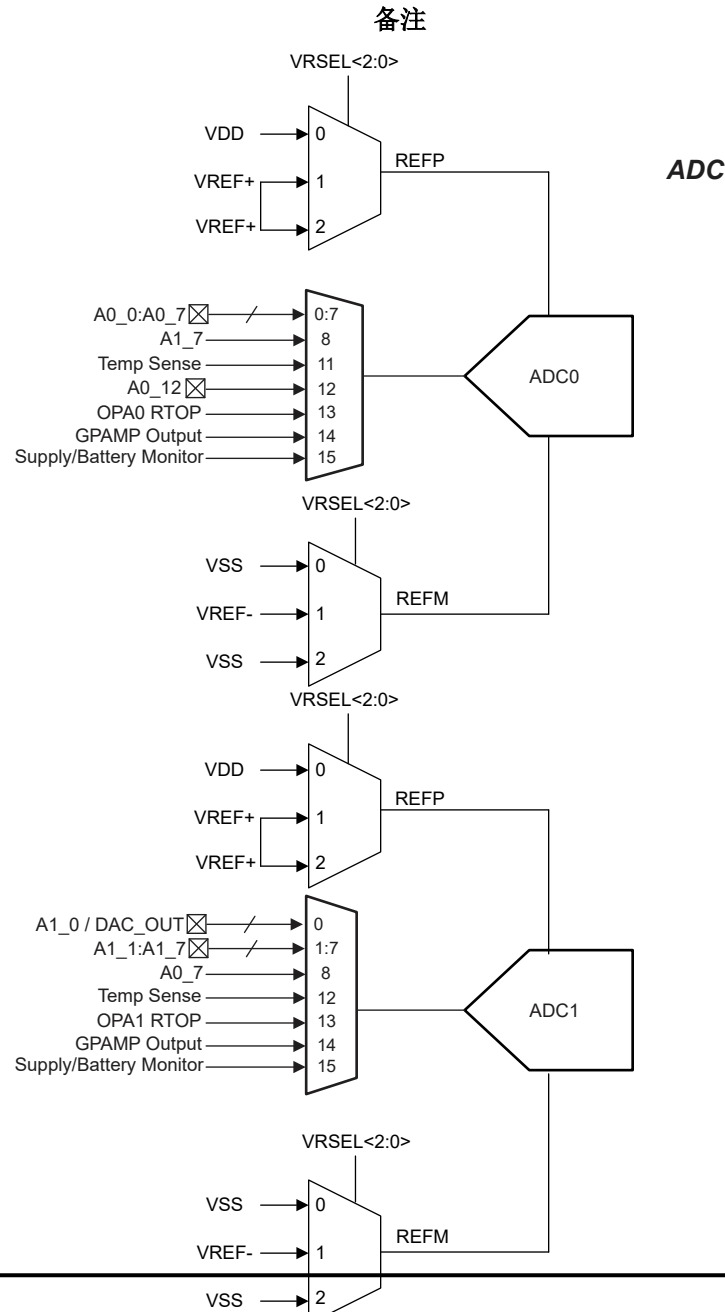 备注
VRSEL<2:0>
VDD 0
REFP
ADC
VREF+ 1
VREF+ 2
A0_0:A0_7 0:7
A1_7 8
Temp Sense 11
ADC0
A0_12 12
OPA0 RTOP 13
GPAMP Output 14
Supply/Battery Monitor 15
VRSEL<2:0>
VSS 0
REFM
VREF- 1
VSS 2
VRSEL<2:0>
VDD 0
REFP
VREF+ 1
VREF+ 2
A1_0 / DAC_OUT 0
A1_1:A1_7 1:7
A0_7 8
Temp Sense 12
ADC1
OPA1 RTOP 13
GPAMP Output 14
Supply/Battery Monitor 15
VRSEL<2:0>
VSS 0
REFM
VREF- 1
VSS 2